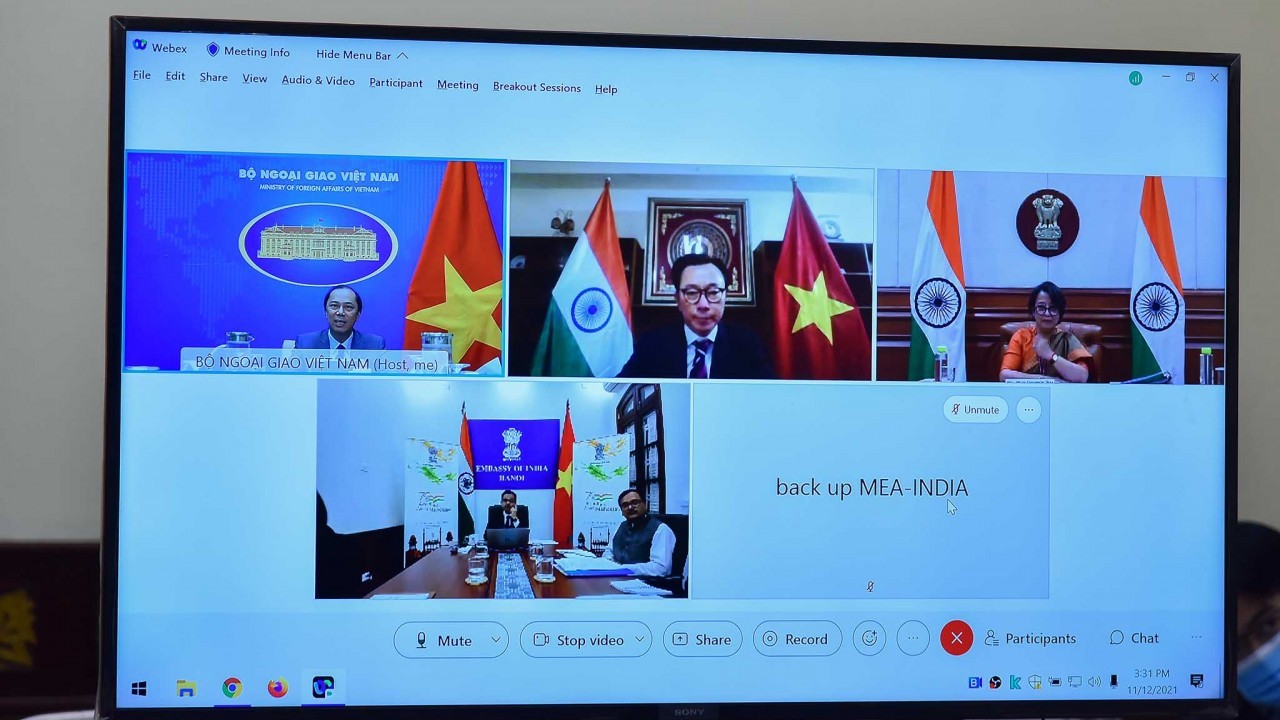 Webex
Meeting Info
Hide Menu Bar
File Edit Share View Audio & Video Participant Meeting Breakout Sessions Help
BỘ NGOẠI GIAO VIỆT NAM
MINISTRY OF FOREIGN AFFAIRS OF VIETNAM
BỘ NGOẠI GIAO VIỆT NAM (Host, me)
EMBASSY OF INDIA
HANOI
Unmute
back up MEA-INDIA
Mute
Stop video
Share
Record
Participants
Chat
3:31 PM
11/12/2021
SONY